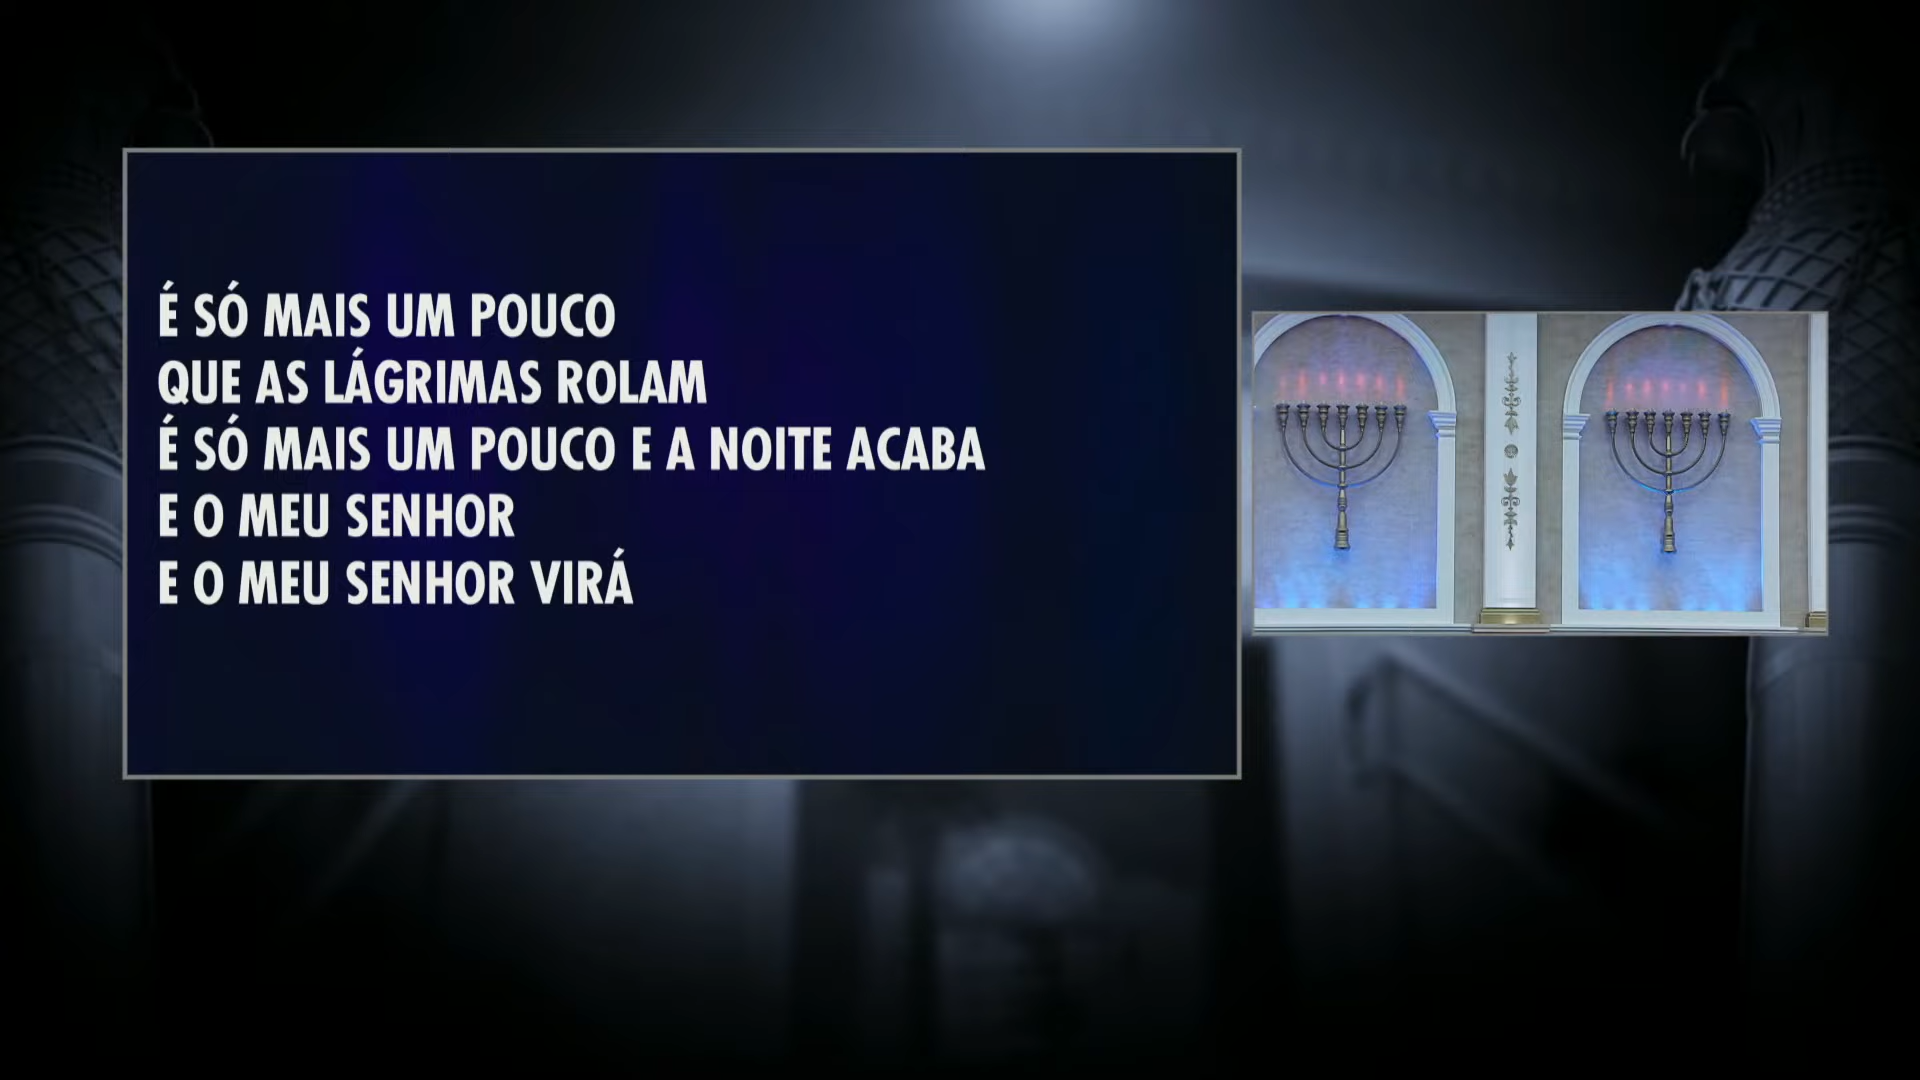 É SÓ MAIS UM POUCO
QUE AS LÁGRIMAS ROLAM
É SÓ MAIS UM POUCO E A NOITE ACABA
E O MEU SENHOR
E O MEU SENHOR VIRÁ